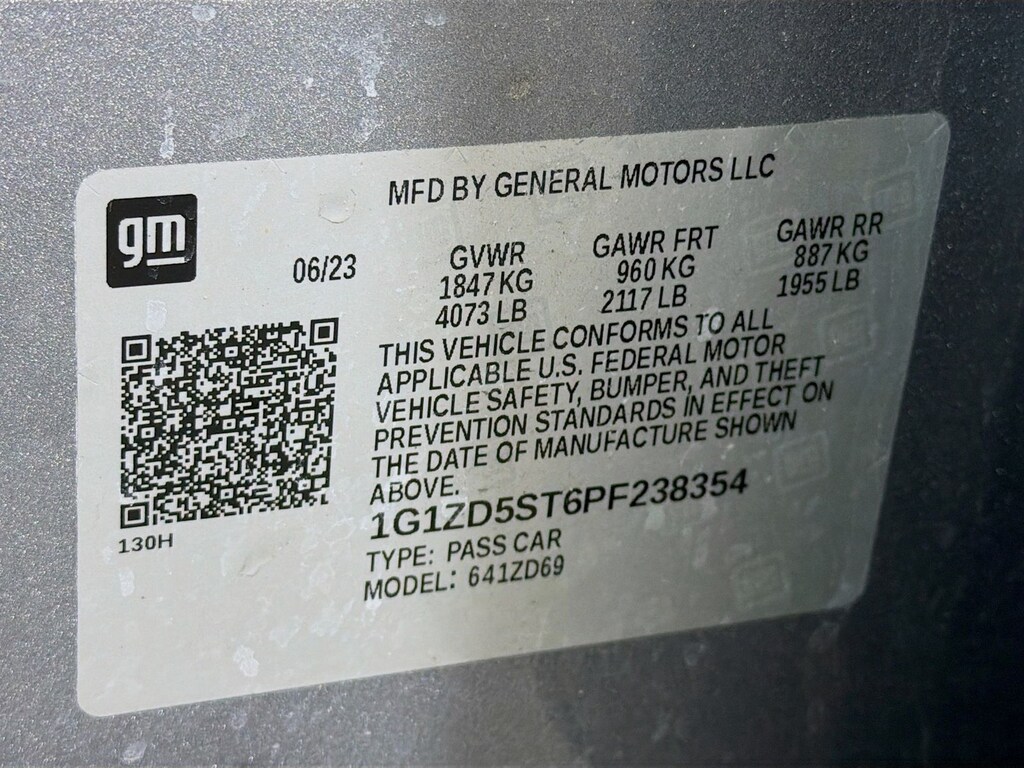 MFD BY GENERAL MOTORS LLC
gm
06/23
GVWR GAWR FRT GAWR RR
1847 KG 960 KG 887 KG
4073 LB 2117 LB 1955 LB
THIS VEHICLE CONFORMS TO ALL
APPLICABLE U.S. FEDERAL MOTOR
VEHICLE SAFETY, BUMPER, AND THEFT
PREVENTION STANDARDS IN EFFECT ON
THE DATE OF MANUFACTURE SHOWN
ABOVE.
1G1ZD5ST6PF238354
130H
TYPE: PASS CAR
MODEL: 641ZD69